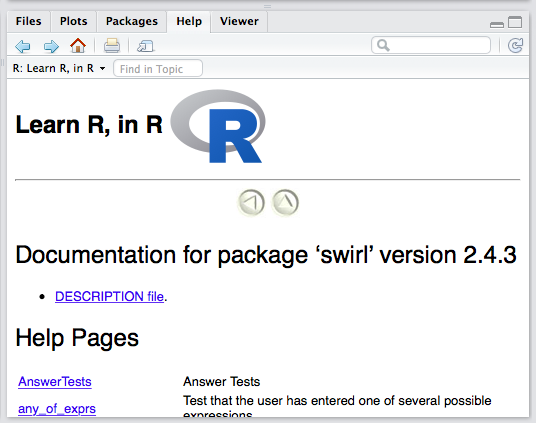 Files Plots Packages Help Viewer
R: Learn R, in R Find in Topic
Learn R, in R R
Documentation for package ‘swirl’ version 2.4.3
• DESCRIPTION file.
Help Pages
AnswerTests Answer Tests
any_of_exprs Test that the user has entered one of several possible
expressions